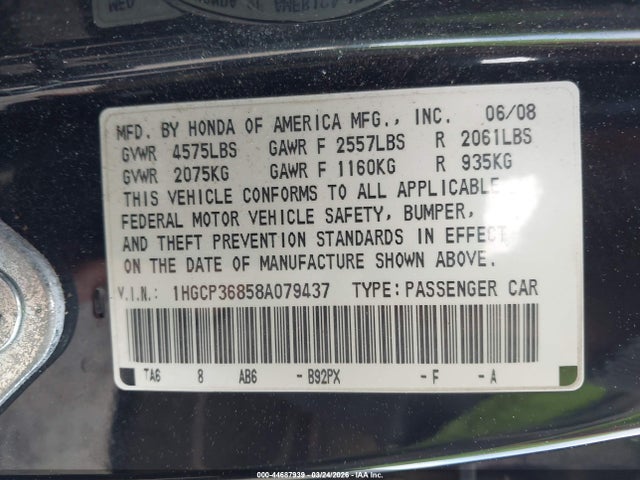 MFD. BY HONDA OF AMERICA MFG., INC. 06/08
GVWR 4575LBS GAWR F 2557LBS R 2061LBS
GVWR 2075KG GAWR F 1160KG R 935KG
THIS VEHICLE CONFORMS TO ALL APPLICABLE
FEDERAL MOTOR VEHICLE SAFETY, BUMPER,
AND THEFT PREVENTION STANDARDS IN EFFECT
ON THE DATE OF MANUFACTURE SHOWN ABOVE.
V.I.N.: 1HGCP36858A079437 TYPE:PASSENGER CAR
TA6 8 AB6 -B92PX -F -A
000-44687939 - 03/24/2026 - COPYRIGHT IAA